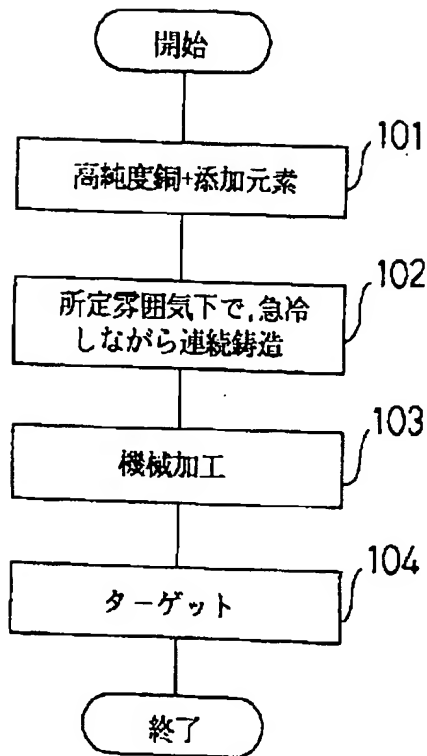 開始
101
高純度銅+添加元素
102
所定雰囲気下で,急冷
しながら連続鋳造
103
機械加工
104
ターゲット
終了